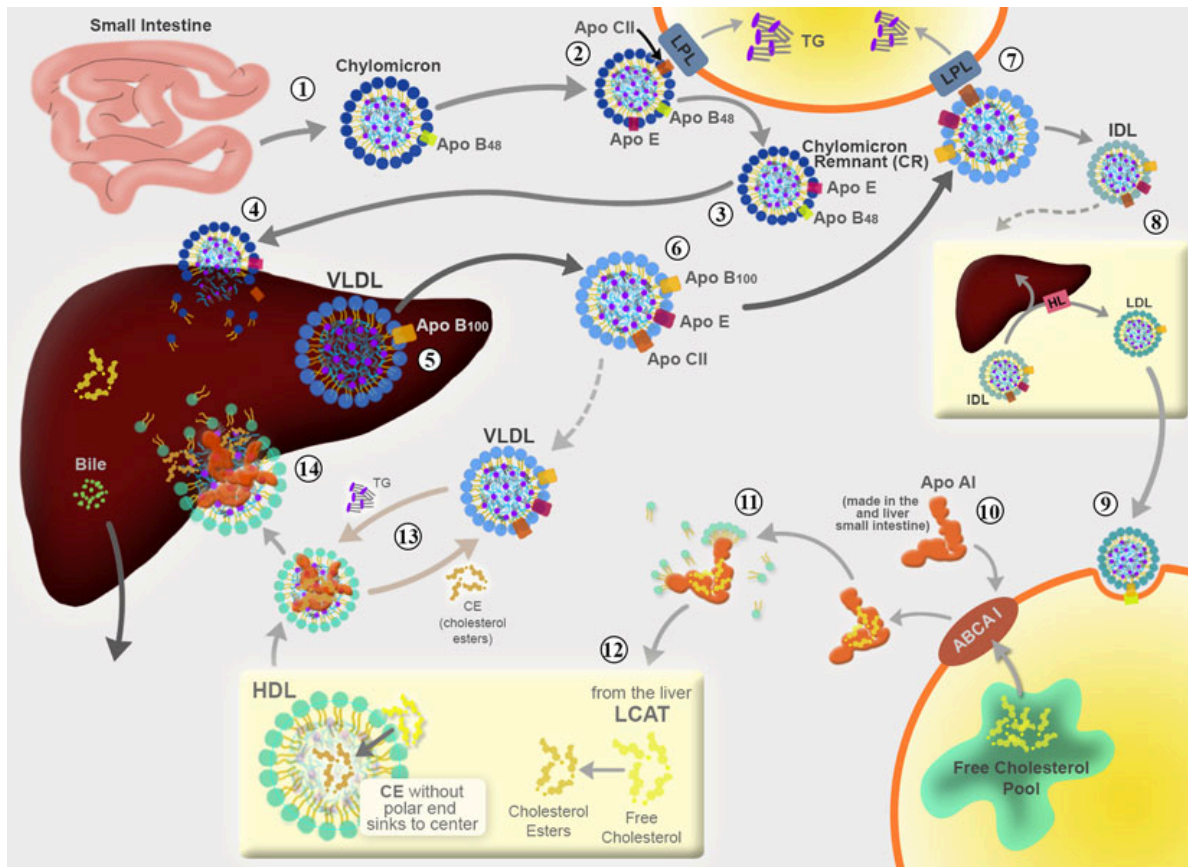 Small Intestine
①
Chylomicron
Apo B48
②
Apo CII
LPL
TG
Apo E
Apo B48
LPL
⑦
IDL
Chylomicron
Remnant (CR)
Apo E
Apo B48
③
④
⑧
VLDL
Apo B100
⑤
⑥
Apo B100
Apo E
Apo CII
HL
LDL
IDL
Bile
⑭
VLDL
TG
⑬
CE
(cholesterol
esters)
⑪
Apo AI
(made in the
and liver
small intestine)
⑩
⑨
ABCA I
Free Cholesterol
Pool
⑫
HDL
CE without
polar end
sinks to center
from the liver
LCAT
Cholesterol
Esters
Free
Cholesterol